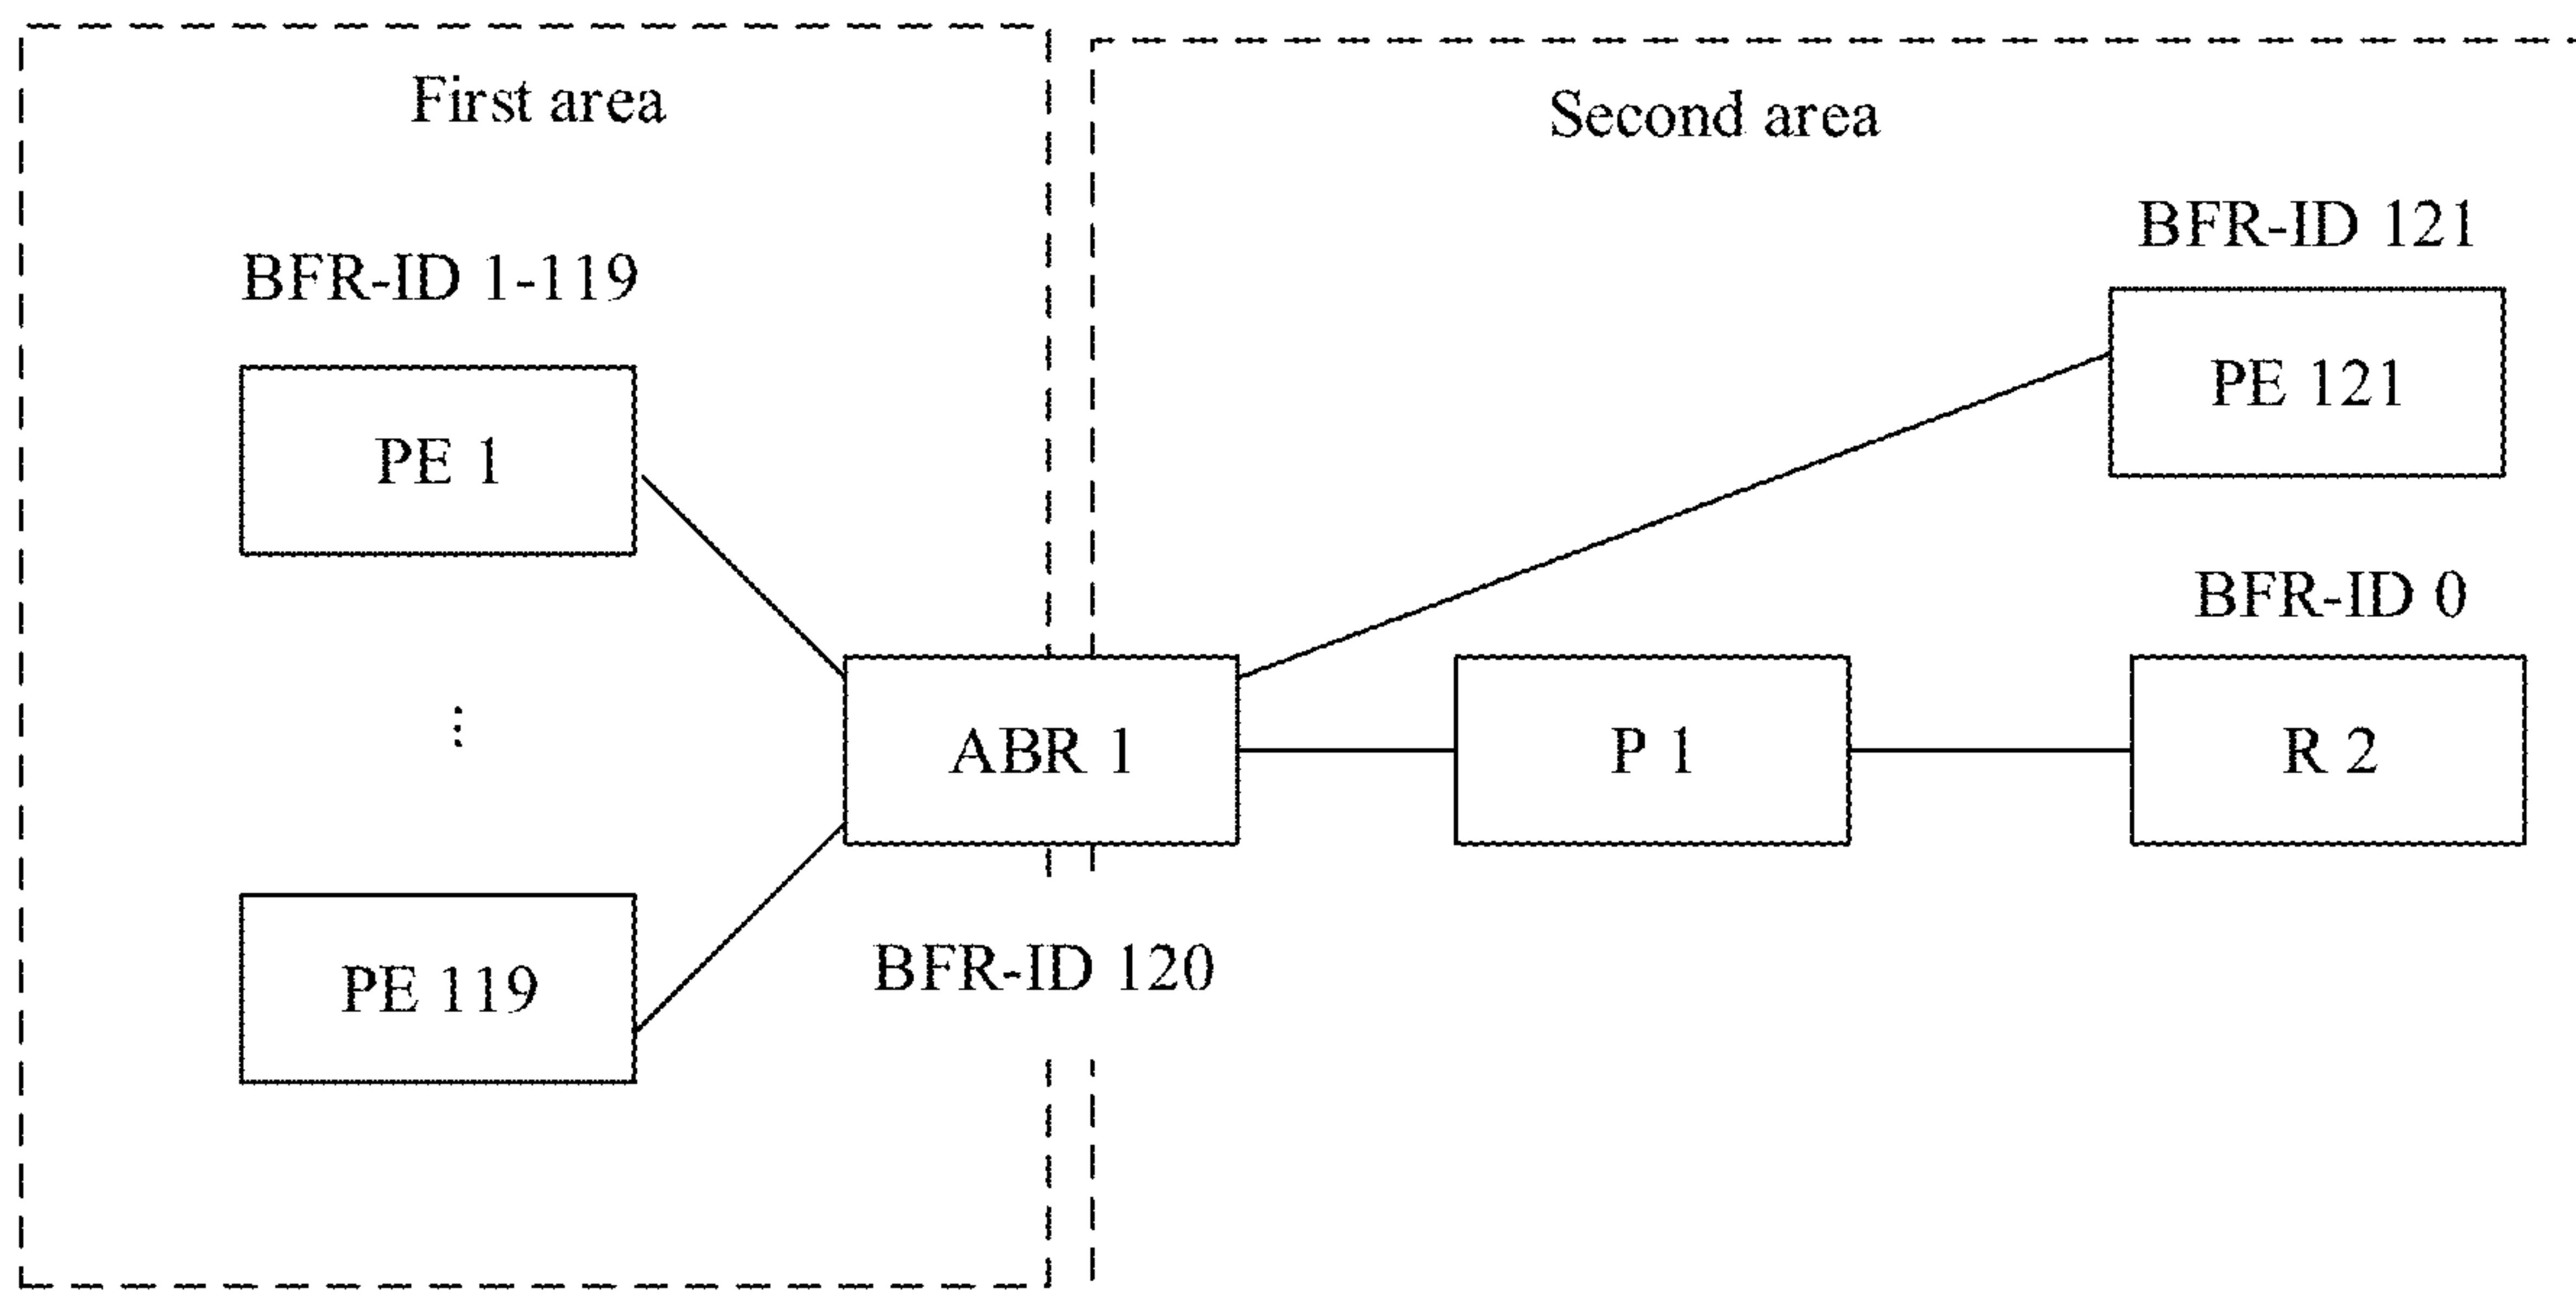 First area
Second area
BFR-ID 1-119
BFR-ID 121
PE 1
PE 121
BFR-ID 0
⋮
ABR 1
P 1
R 2
PE 119
BFR-ID 120